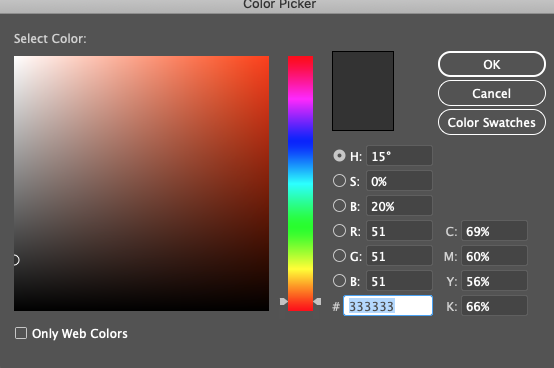 Color Picker
Select Color:
OK
Cancel
Color Swatches
H: 15°
S: 0%
B: 20%
R: 51 C: 69%
G: 51 M: 60%
B: 51 Y: 56%
# 333333 K: 66%
Only Web Colors